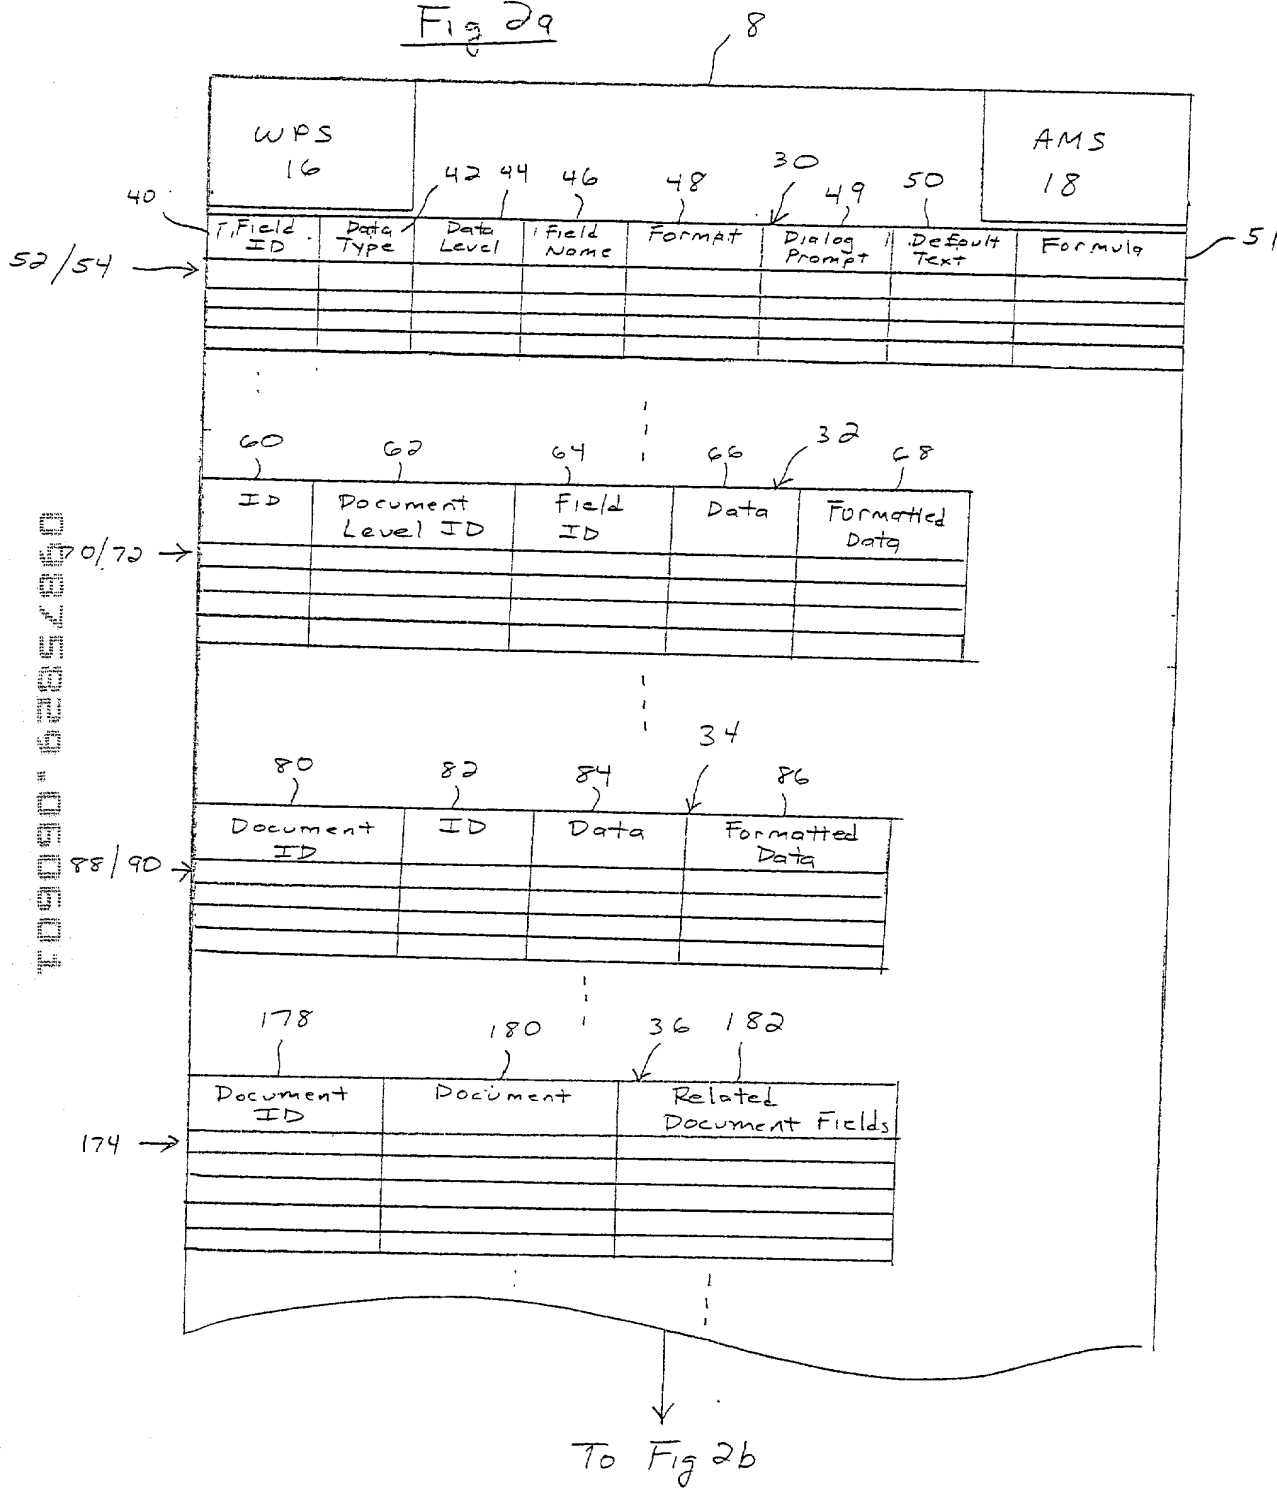 Fig 2a
8
WPS
16
AMS
18
40 42 44 46 48 30 49 50
Field ID
Data Type
Data Level
Field Name
Format
Dialog Prompt
Default Text
Formula
51
52/54
60 62 64 66 32 68
ID
Document Level ID
Field ID
Data
Formatted Data
70/72
80 82 84 34 86
Document ID
ID
Data
Formatted Data
88/90
178 180 36 182
Document ID
Document
Related Document Fields
174
To Fig 2b
09875829.060601